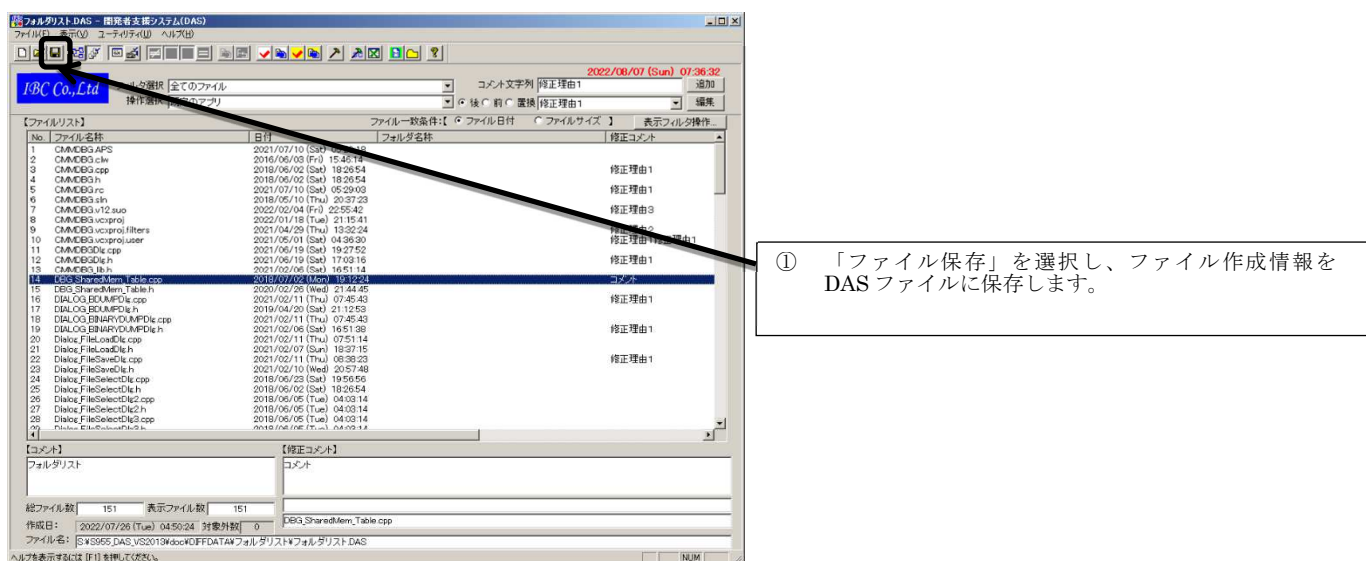 フォルダリスト.DAS - 開発者支援システム(DAS)
ファイル(F) 表示(V) ユーティリティ(U) ヘルプ(H)
2022/08/07 (Sun) 07:36:32
IBC Co.,Ltd
フィルタ選択 全てのファイル コメント文字列 修正理由1 追加
操作選択 既定のアプリ 後 前 置換 修正理由1 編集
【ファイルリスト】 ファイル一致条件:【 ファイル日付 ファイルサイズ 】 表示フィルタ操作...
No. ファイル名称 日付 フォルダ名称 修正コメント
1 CMMDBG.APS 2021/07/10 (Sat)
2 CMMDBG.clw 2016/06/03 (Fri) 15:46:14
3 CMMDBG.cpp 2018/06/02 (Sat) 18:26:54 修正理由1
4 CMMDBG.h 2018/06/02 (Sat) 18:26:54
5 CMMDBG.rc 2021/07/10 (Sat) 05:29:03 修正理由1
6 CMMDBG.sln 2018/05/10 (Thu) 20:37:23
7 CMMDBG.v12.suo 2022/02/04 (Fri) 22:55:42 修正理由3
8 CMMDBG.vcxproj 2022/01/18 (Tue) 21:15:41
9 CMMDBG.vcxproj.filters 2021/04/29 (Thu) 13:32:24 修正理由2
10 CMMDBG.vcxproj.user 2021/05/01 (Sat) 04:36:30 修正理由1修正理由1
11 CMMDBGDlg.cpp 2021/06/19 (Sat) 19:27:52
12 CMMDBGDlg.h 2021/06/19 (Sat) 17:03:16 修正理由1
13 CMMDBG_lib.h 2021/02/06 (Sat) 16:51:14
14 DBG_SharedMem_Table.cpp 2018/07/02 (Mon) 19:12:24 コメント
15 DBG_SharedMem_Table.h 2020/02/26 (Wed) 21:44:45
16 DIALOG_BDUMPDlg.cpp 2021/02/11 (Thu) 07:45:43 修正理由1
17 DIALOG_BDUMPDlg.h 2019/04/20 (Sat) 21:12:53
18 DIALOG_BINARYDUMPDlg.cpp 2021/02/11 (Thu) 07:45:43
19 DIALOG_BINARYDUMPDlg.h 2021/02/06 (Sat) 16:51:38 修正理由1
20 Dialog_FileLoadDlg.cpp 2021/02/11 (Thu) 07:51:14
21 Dialog_FileLoadDlg.h 2021/02/07 (Sun) 18:37:15
22 Dialog_FileSaveDlg.cpp 2021/02/11 (Thu) 08:38:23 修正理由1
23 Dialog_FileSaveDlg.h 2021/02/10 (Wed) 20:57:48
24 Dialog_FileSelectDlg.cpp 2018/06/23 (Sat) 19:56:56
25 Dialog_FileSelectDlg.h 2018/06/02 (Sat) 18:26:54
26 Dialog_FileSelectDlg2.cpp 2018/06/05 (Tue) 04:03:14
27 Dialog_FileSelectDlg2.h 2018/06/05 (Tue) 04:03:14
28 Dialog_FileSelectDlg3.cpp 2018/06/05 (Tue) 04:03:14
29 Dialog_FileSelectDlg3.h 2018/06/05 (Tue) 04:03:14
【コメント】 【修正コメント】
フォルダリスト コメント
総ファイル数 151 表示ファイル数 151
作成日: 2022/07/26 (Tue) 04:50:24 対象外数 0 DBG_SharedMem_Table.cpp
ファイル名: S:¥S955_DAS_VS2013¥doc¥DIFFDATA¥フォルダリスト¥フォルダリスト.DAS
ヘルプを表示するには [F1] を押してください。 NUM
① 「ファイル保存」を選択し、ファイル作成情報を
DAS ファイルに保存します。